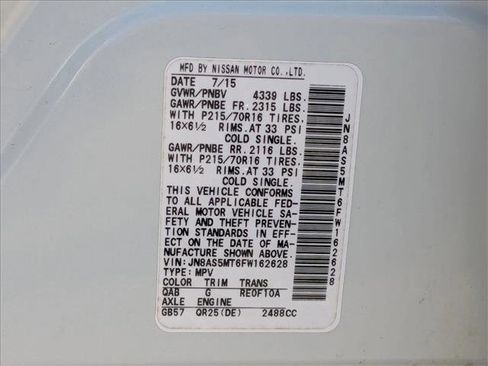 MFD BY NISSAN MOTOR CO.,LTD.
DATE 7/15
GVWR/PNBV 4339 LBS.
GAWR/PNBE FR. 2315 LBS.
WITH P215/70R16 TIRES.
16X6½ RIMS.AT 33 PSI
COLD SINGLE.
GAWR/PNBE RR. 2116 LBS.
WITH P215/70R16 TIRES.
16X6½ RIMS.AT 33 PSI
COLD SINGLE.
THIS VEHICLE CONFORMS
TO ALL APPLICABLE FED-
ERAL MOTOR VEHICLE SA-
FETY AND THEFT PREVEN-
TION STANDARDS IN EFF-
ECT ON THE DATE OF MA-
NUFACTURE SHOWN ABOVE.
VIN: JN8AS5MT6FW162628
TYPE: MPV
COLOR TRIM TRANS
QAB G RE0F10A
AXLE ENGINE
GB57 QR25(DE) 2488CC
JN8AS5MT6FW162628